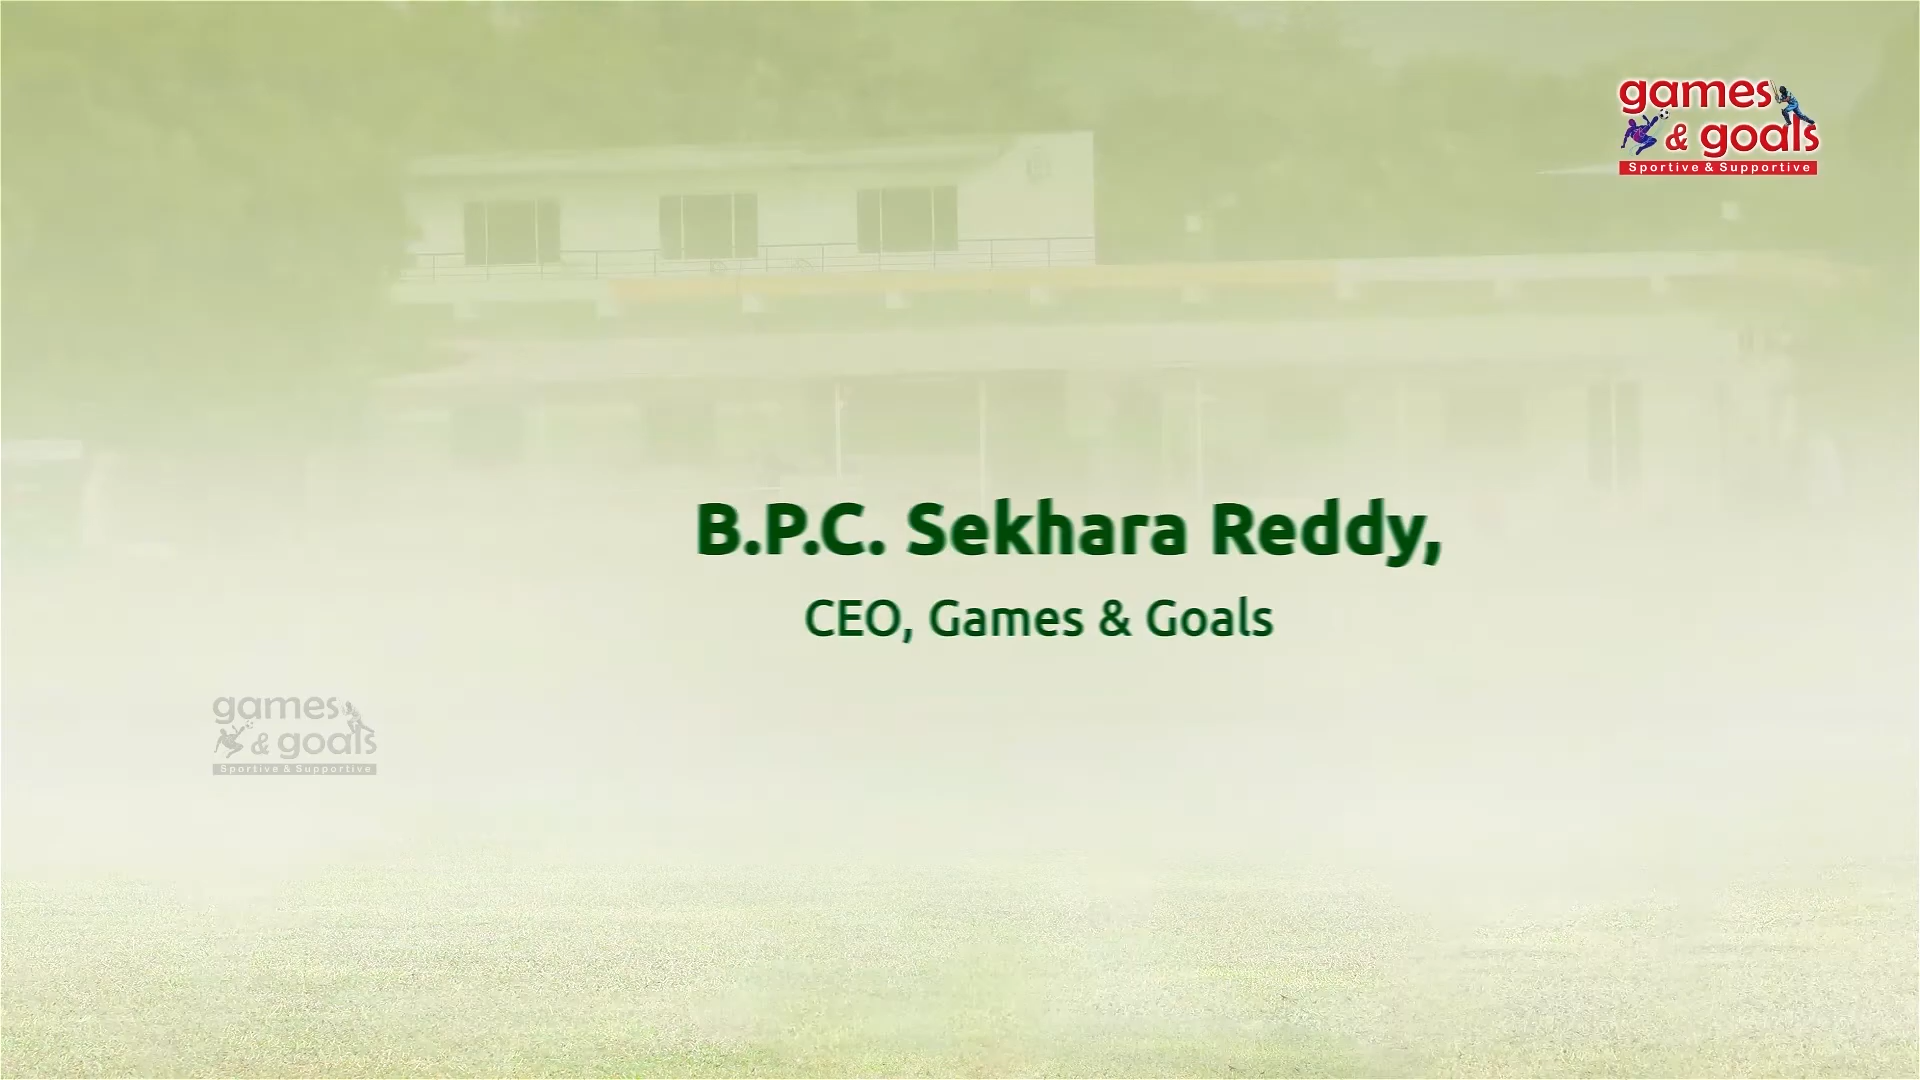 games
& goals
Sportive & Supportive
B.P.C. Sekhara Reddy,
CEO, Games & Goals
games
& goals
Sportive & Supportive